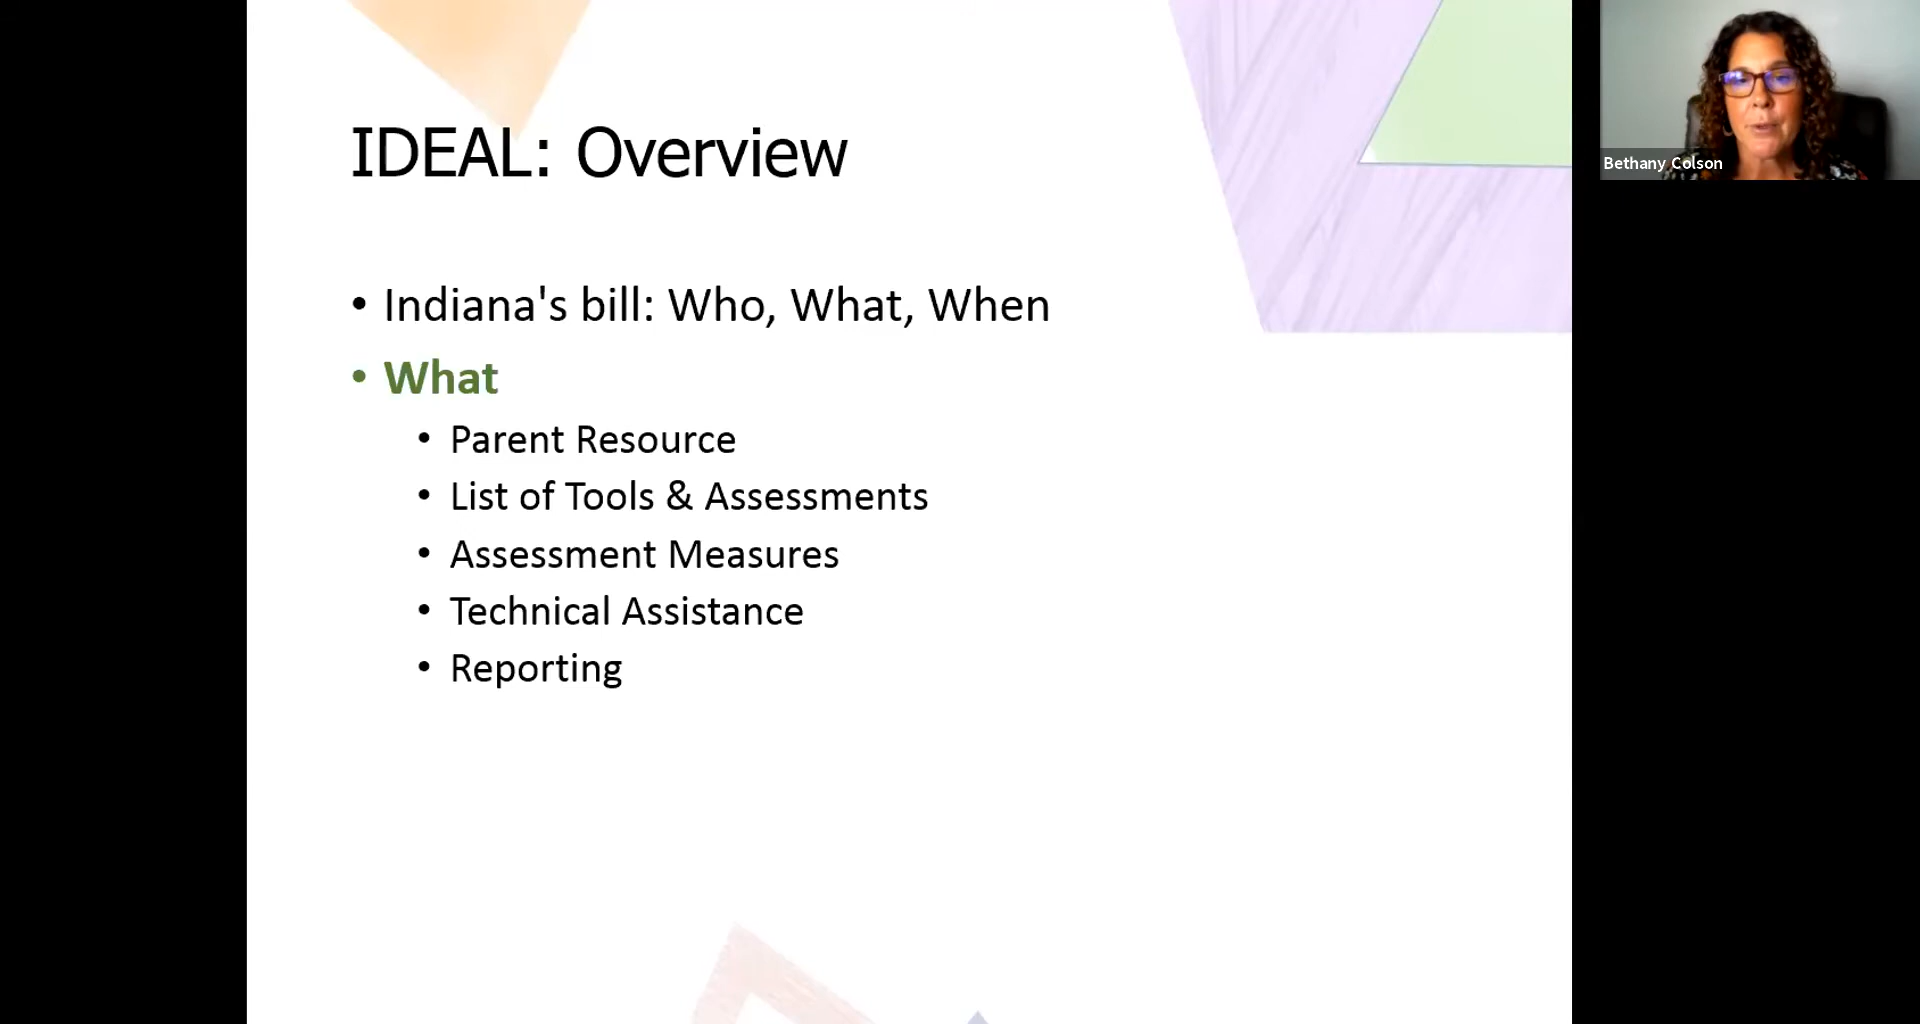 IDEAL: Overview
• Indiana's bill: Who, What, When
• What
• Parent Resource
• List of Tools & Assessments
• Assessment Measures
• Technical Assistance
• Reporting
Bethany Colson